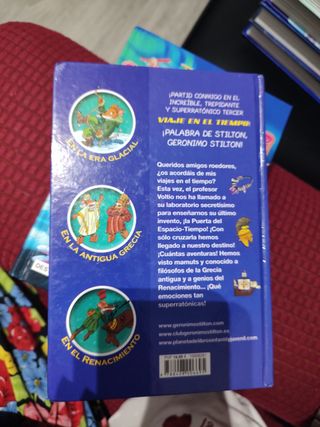 ¡PARTID CONMIGO EN EL
INCREÍBLE, TREPIDANTE
Y SUPERRATÓNICO TERCER
VIAJE EN EL TIEMPO!
¡PALABRA DE STILTON,
GERONIMO STILTON!
EN LA ERA GLACIAL
Queridos amigos roedores,
¿os acordáis de mis
viajes en el tiempo?
Esta vez, el profesor
Voltio nos ha llamado a
su laboratorio secretísimo
para enseñarnos su último
invento, ¡la Puerta del
Espacio-Tiempo! ¡Con
sólo cruzarla hemos
llegado a nuestro destino!
¡Cuántas aventuras! Hemos
visto mamuts y conocido a
filósofos de la Grecia
antigua y a genios del
Renacimiento... ¡Qué
emociones tan
superratónicas!
EN LA ANTIGUA GRECIA
EN EL RENACIMIENTO
www.geronimostilton.com
www.clubgeronimostilton.es
www.planetadelibrosinfantilyjuvenil.com